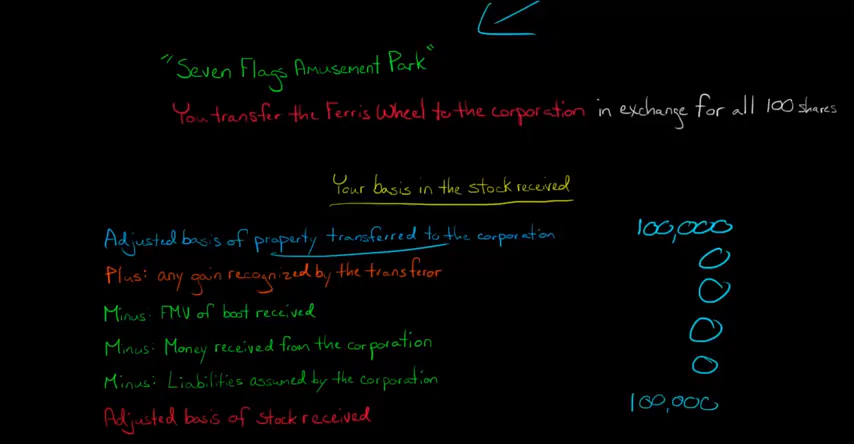 "Seven Flags Amusement Park"
You transfer the Ferris Wheel to the corporation in exchange for all 100 shares
Your basis in the stock received
Adjusted basis of property transferred to the corporation 100,000
Plus: any gain recognized by the transferor 0
Minus: FMV of boot received 0
Minus: Money received from the corporation 0
Minus: Liabilities assumed by the corporation 0
Adjusted basis of stock received 100,000